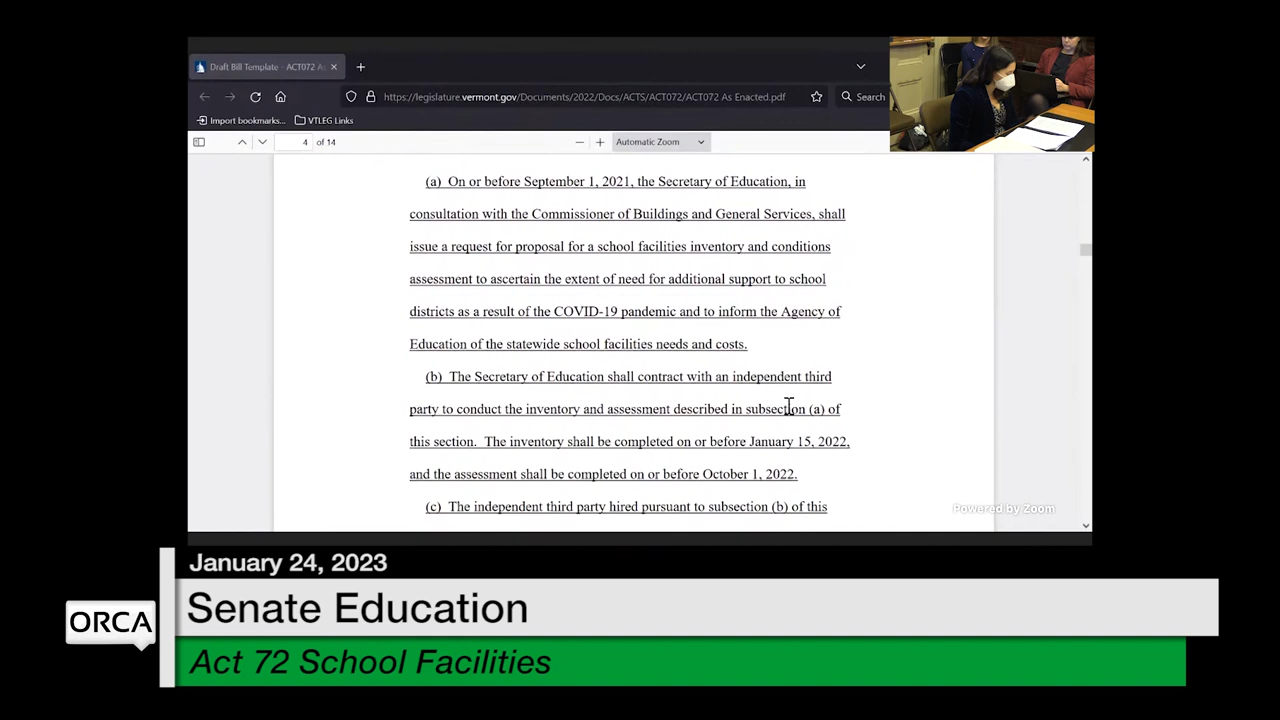 Draft Bill Template - ACT072 As
https://legislature.vermont.gov/Documents/2022/Docs/ACTS/ACT072/ACT072 As Enacted.pdf
Search
Import bookmarks...
VTLEG Links
4 of 14
Automatic Zoom
(a) On or before September 1, 2021, the Secretary of Education, in
consultation with the Commissioner of Buildings and General Services, shall
issue a request for proposal for a school facilities inventory and conditions
assessment to ascertain the extent of need for additional support to school
districts as a result of the COVID-19 pandemic and to inform the Agency of
Education of the statewide school facilities needs and costs.
(b) The Secretary of Education shall contract with an independent third
party to conduct the inventory and assessment described in subsection (a) of
this section. The inventory shall be completed on or before January 15, 2022,
and the assessment shall be completed on or before October 1, 2022.
(c) The independent third party hired pursuant to subsection (b) of this
Powered by Zoom
January 24, 2023
ORCA
Senate Education
Act 72 School Facilities